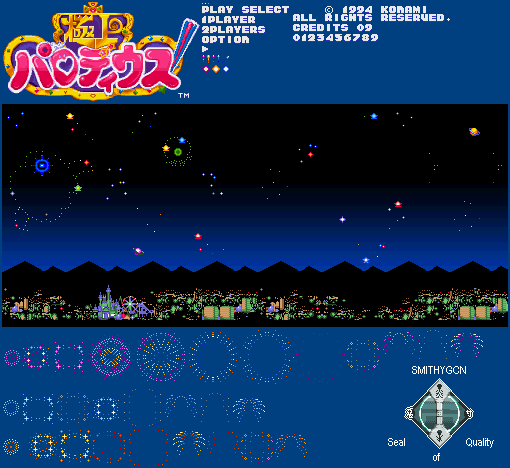 極上
パロディウス!
TM
PLAY SELECT
1PLAYER
2PLAYERS
OPTION
© 1994 KONAMI
ALL RIGHTS RESERVED.
CREDITS 09
0123456789
SMITHYGCN
Seal
of
Quality